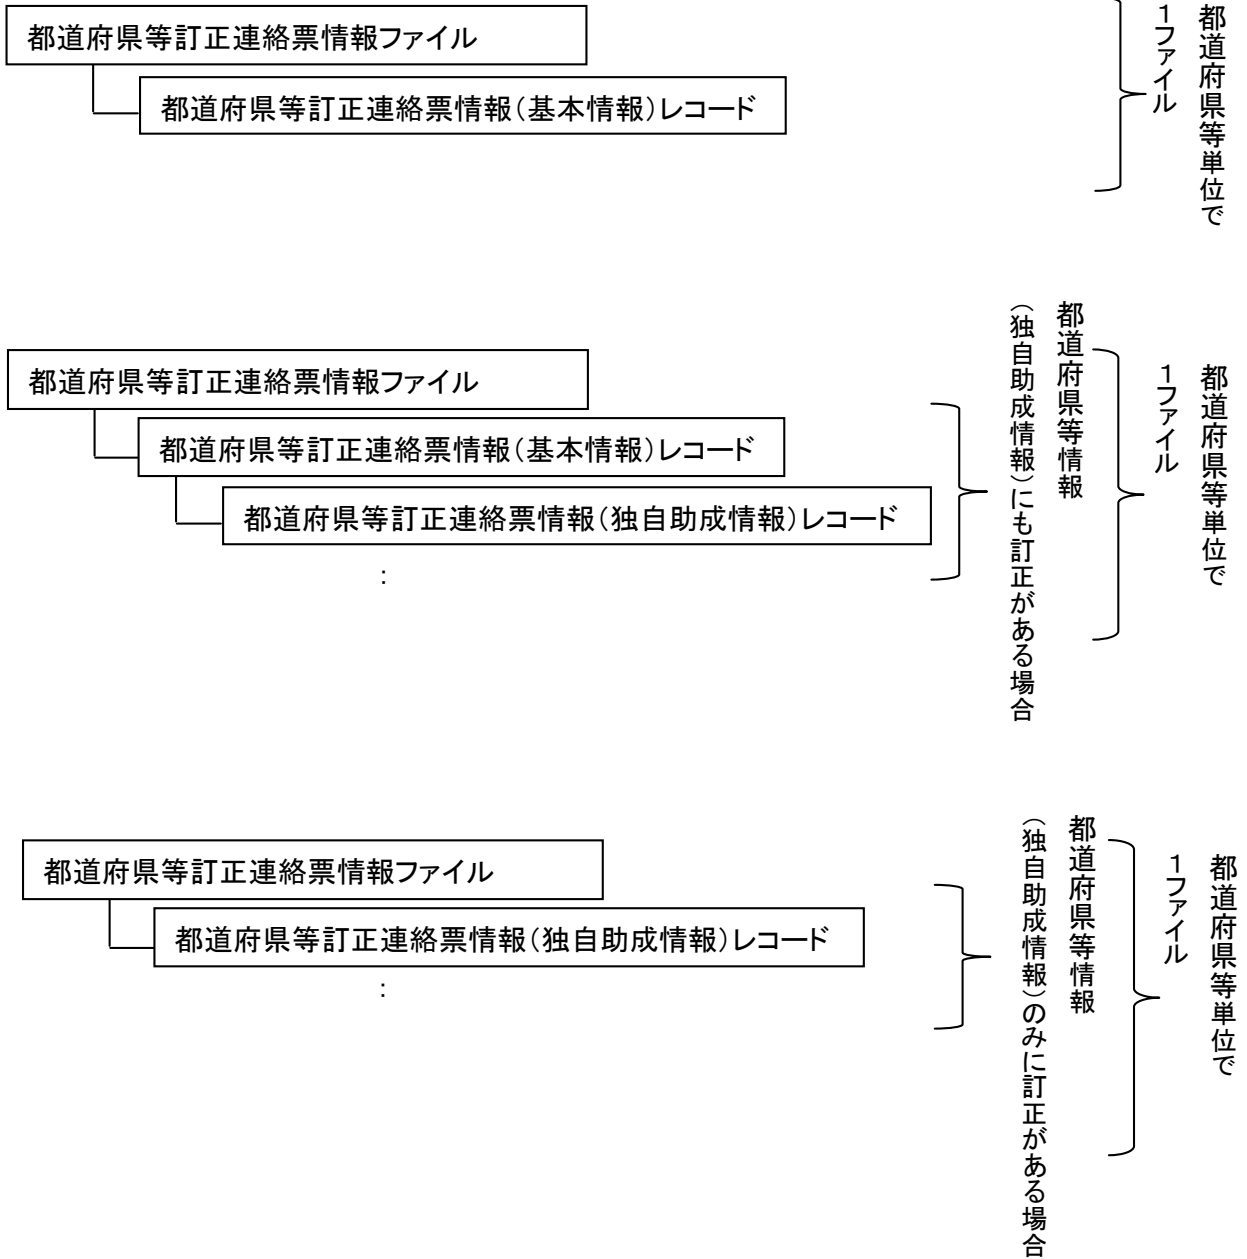 都道府県等訂正連絡票情報ファイル
都道府県等訂正連絡票情報（基本情報）レコード
都道府県等単位で
１ファイル
都道府県等訂正連絡票情報ファイル
都道府県等訂正連絡票情報（基本情報）レコード
都道府県等訂正連絡票情報（独自助成情報）レコード
：
都道府県等情報
（独自助成情報）にも訂正がある場合
都道府県等単位で
１ファイル
都道府県等訂正連絡票情報ファイル
都道府県等訂正連絡票情報（独自助成情報）レコード
：
都道府県等情報
（独自助成情報）のみに訂正がある場合
都道府県等単位で
１ファイル